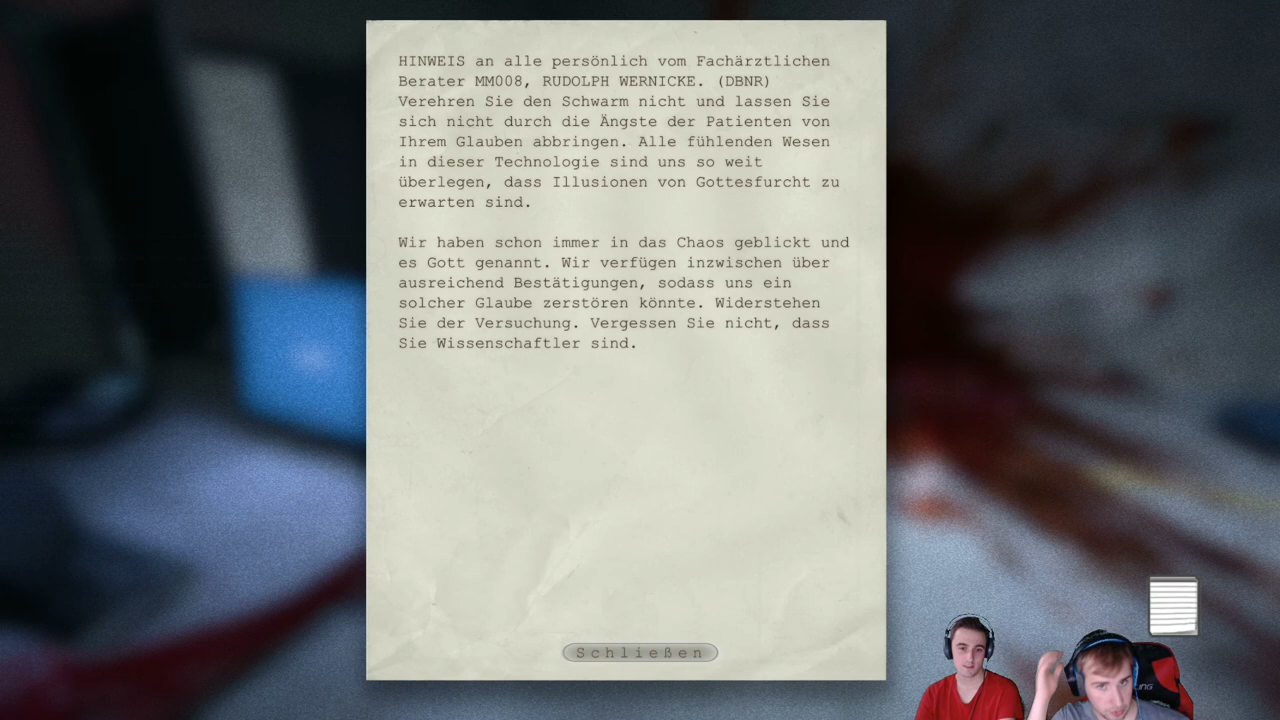 HINWEIS an alle persönlich vom Fachärztlichen
Berater MM008, RUDOLPH WERNICKE. (DBNR)
Verehren Sie den Schwarm nicht und lassen Sie
sich nicht durch die Ängste der Patienten von
Ihrem Glauben abbringen. Alle fühlenden Wesen
in dieser Technologie sind uns so weit
überlegen, dass Illusionen von Gottesfurcht zu
erwarten sind.
Wir haben schon immer in das Chaos geblickt und
es Gott genannt. Wir verfügen inzwischen über
ausreichend Bestätigungen, sodass uns ein
solcher Glaube zerstören könnte. Widerstehen
Sie der Versuchung. Vergessen Sie nicht, dass
Sie Wissenschaftler sind.
Schließen